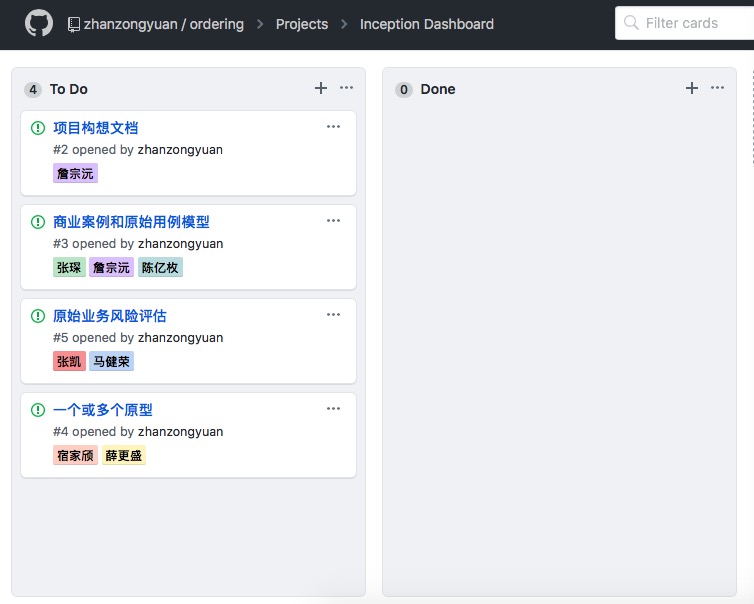 zhanzongyuan / ordering > Projects > Inception Dashboard
Filter cards
4 To Do
项目构想文档
#2 opened by zhanzongyuan
詹宗沅
商业案例和原始用例模型
#3 opened by zhanzongyuan
张琛 詹宗沅 陈亿枚
原始业务风险评估
#5 opened by zhanzongyuan
张凯 马健荣
一个或多个原型
#4 opened by zhanzongyuan
宿家颀 薛更盛
0 Done